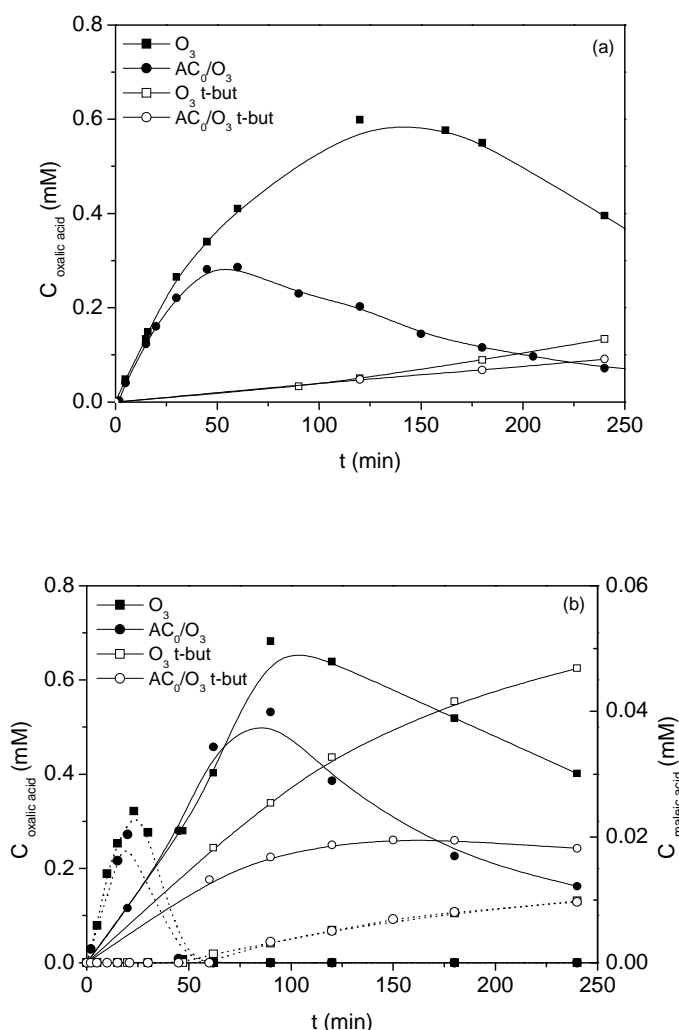 0.8
0.6
0.4
0.2
0.0
C oxalic acid (mM)
O3
AC0/O3
O3 t-but
AC0/O3 t-but
(a)
0 50 100 150 200 250
t (min)
0.8
0.6
0.4
0.2
0.0
C oxalic acid (mM)
O3
AC0/O3
O3 t-but
AC0/O3 t-but
(b)
0.06
0.04
0.02
0.00
C maleic acid (mM)
0 50 100 150 200 250
t (min)